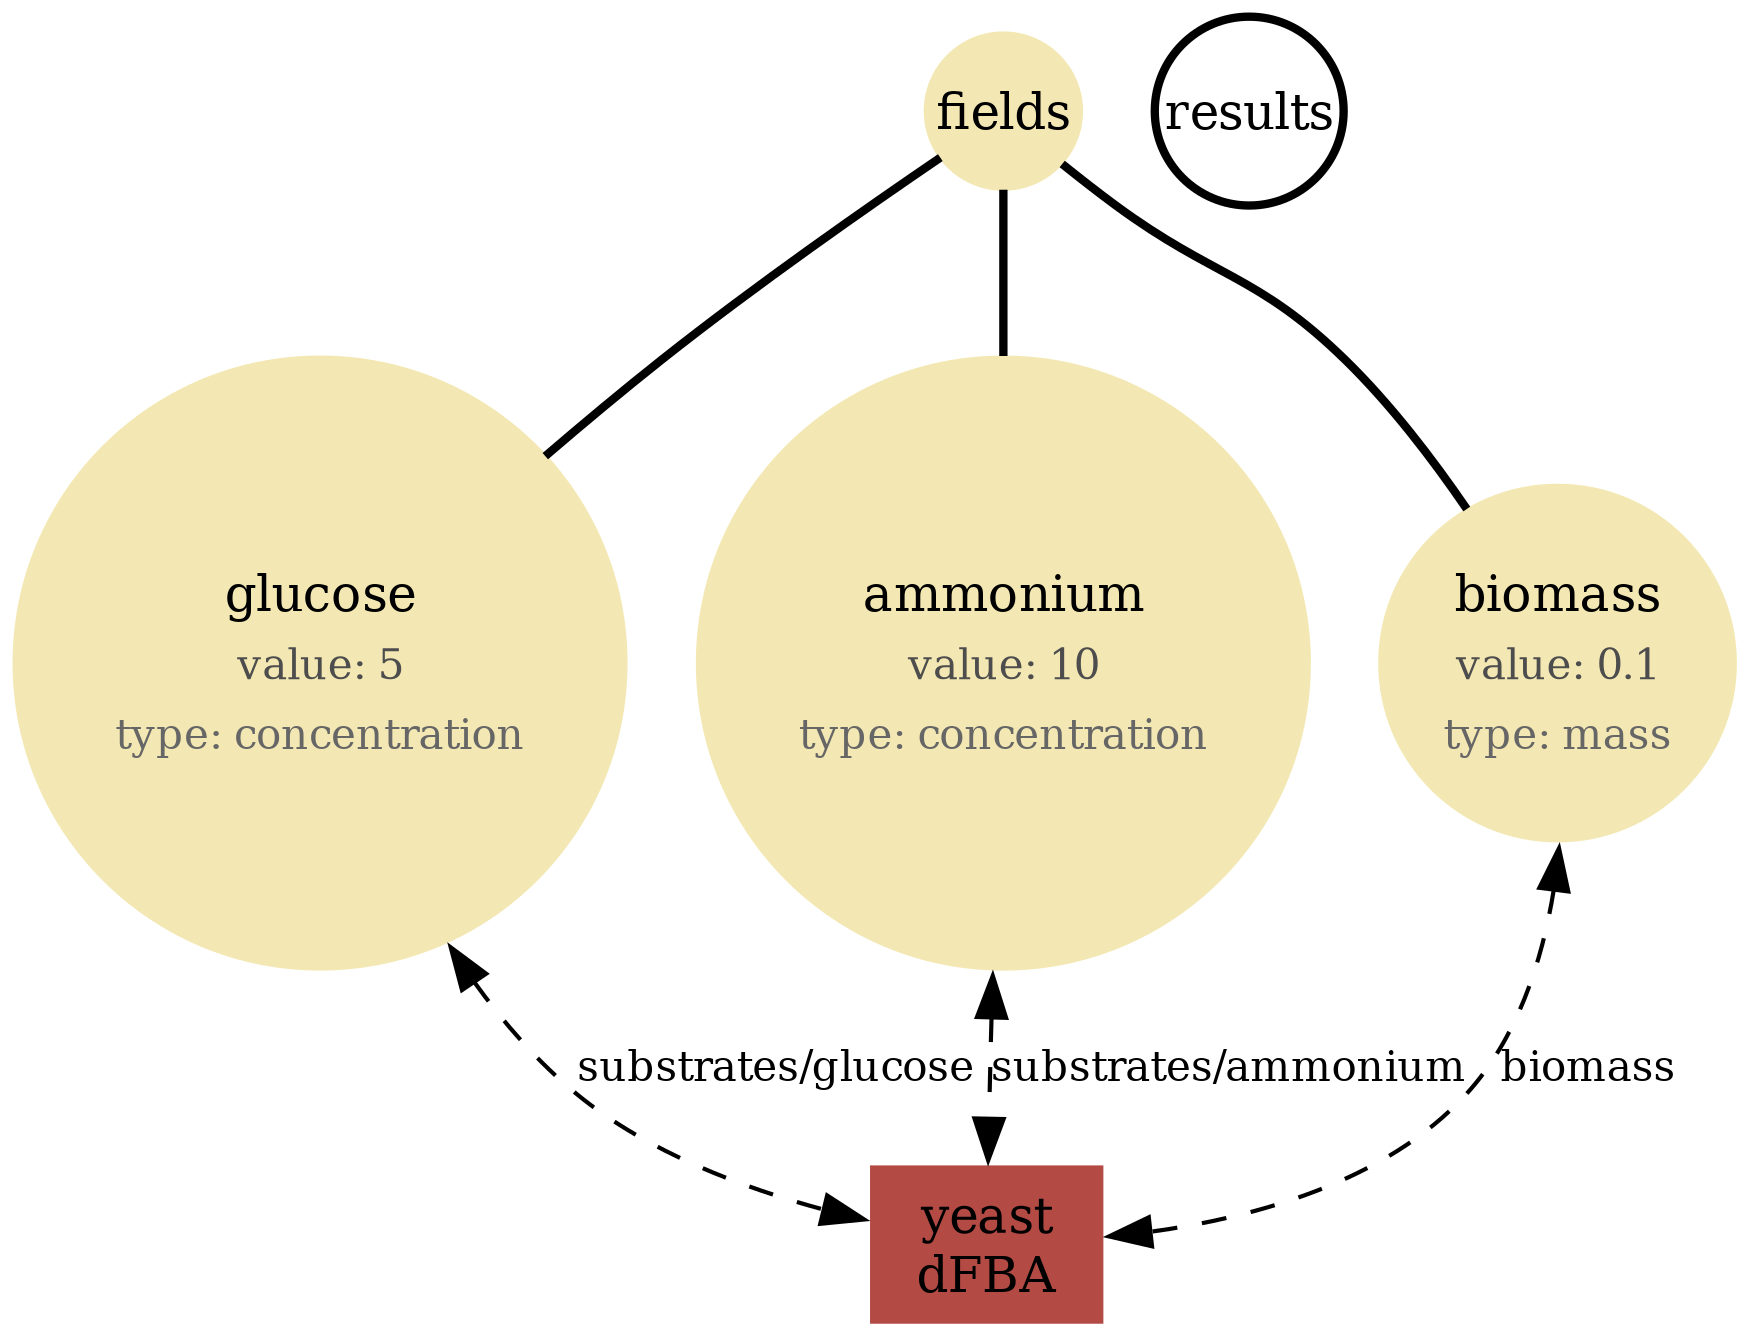 fields
results
glucose
value: 5
type: concentration
ammonium
value: 10
type: concentration
biomass
value: 0.1
type: mass
substrates/glucose
substrates/ammonium
biomass
yeast
dFBA